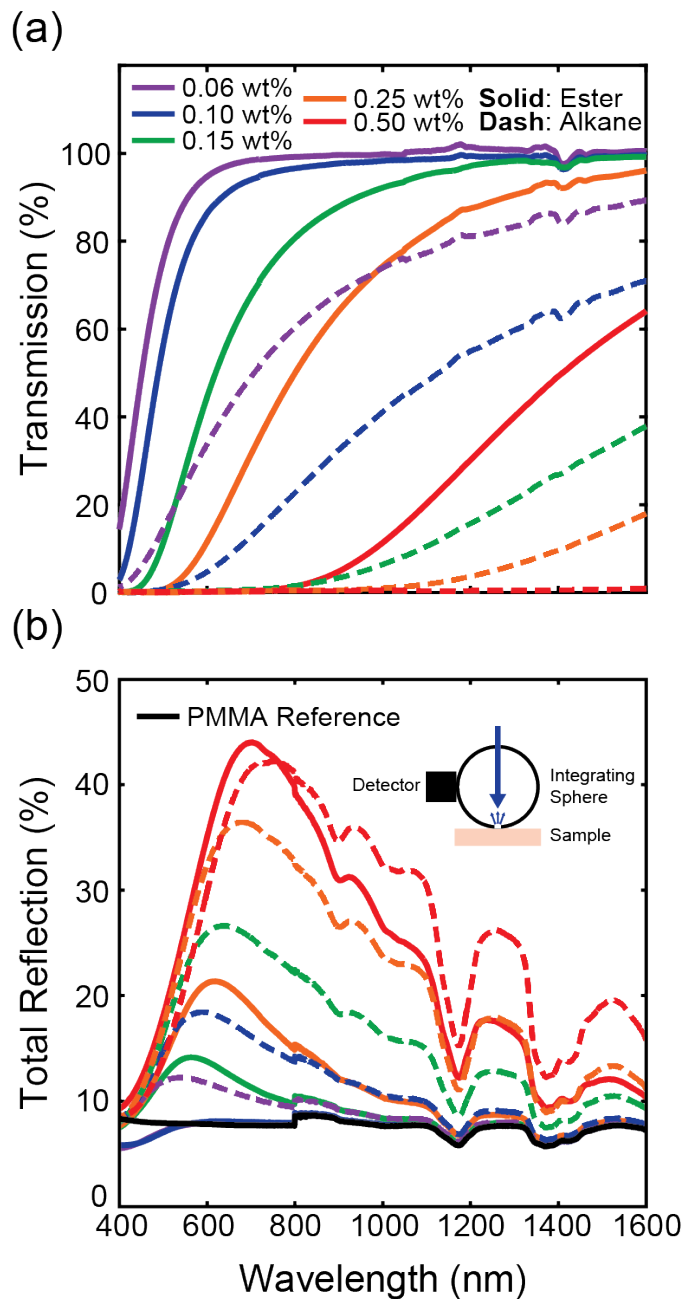 (a)
0.06 wt% 0.25 wt% Solid: Ester
0.10 wt% 0.50 wt% Dash: Alkane
0.15 wt%
100
80
60
40
20
0
Transmission (%)
(b)
50
40
30
20
10
0
Total Reflection (%)
PMMA Reference
Detector
Integrating
Sphere
Sample
400 600 800 1000 1200 1400 1600
Wavelength (nm)